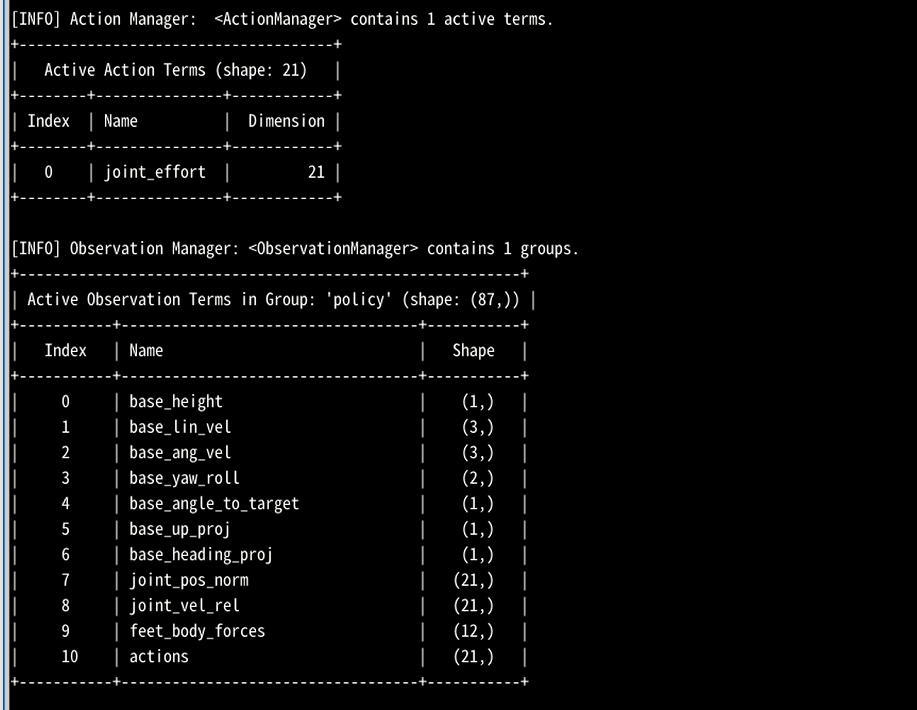 [INFO] Action Manager:  <ActionManager> contains 1 active terms.
+-------------------------------------+
|   Active Action Terms (shape: 21)   |
+--------+---------------+------------+
| Index  | Name          |  Dimension |
+--------+---------------+------------+
|   0    | joint_effort  |         21 |
+--------+---------------+------------+
[INFO] Observation Manager: <ObservationManager> contains 1 groups.
+-----------------------------------------------------------+
| Active Observation Terms in Group: 'policy' (shape: (87,)) |
+-----------+-----------------------------------+-----------+
|   Index   | Name                              |   Shape   |
+-----------+-----------------------------------+-----------+
|     0     | base_height                       |    (1,)   |
|     1     | base_lin_vel                      |    (3,)   |
|     2     | base_ang_vel                      |    (3,)   |
|     3     | base_yaw_roll                     |    (2,)   |
|     4     | base_angle_to_target              |    (1,)   |
|     5     | base_up_proj                      |    (1,)   |
|     6     | base_heading_proj                 |    (1,)   |
|     7     | joint_pos_norm                    |   (21,)   |
|     8     | joint_vel_rel                     |   (21,)   |
|     9     | feet_body_forces                  |   (12,)   |
|     10    | actions                           |   (21,)   |
+-----------+-----------------------------------+-----------+